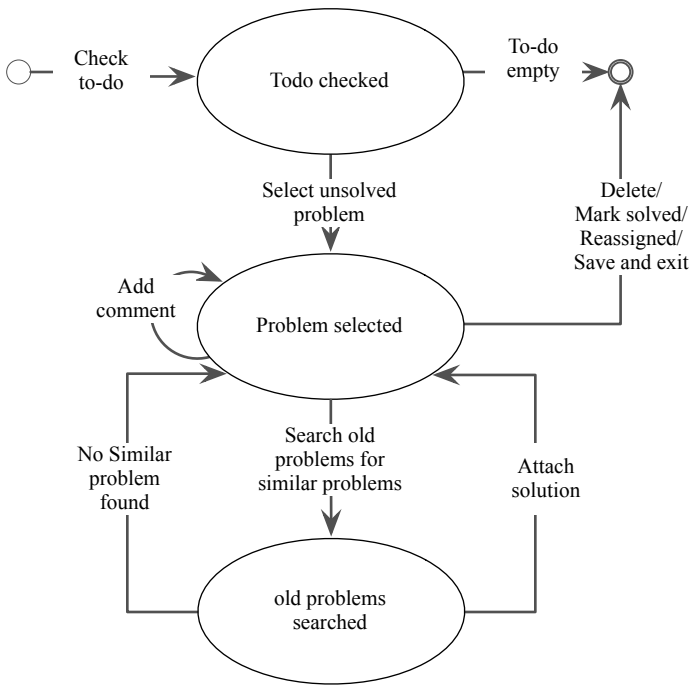 Check
to-do
Todo checked
To-do
empty
Select unsolved
problem
Delete/
Mark solved/
Reassigned/
Save and exit
Add
comment
Problem selected
No Similar
problem
found
Search old
problems for
similar problems
Attach
solution
old problems
searched